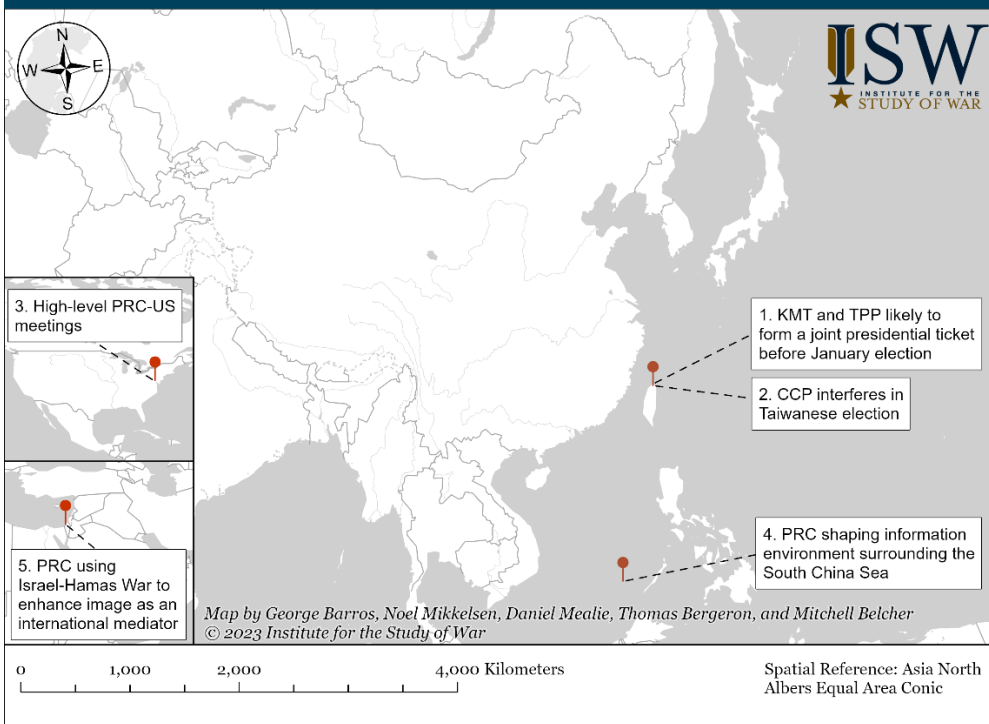 N
W E
S
ISW
INSTITUTE FOR THE
STUDY OF WAR
3. High-level PRC-US
meetings
1. KMT and TPP likely to
form a joint presidential ticket
before January election
2. CCP interferes in
Taiwanese election
4. PRC shaping information
environment surrounding the
South China Sea
5. PRC using
Israel-Hamas War to
enhance image as an
international mediator
Map by George Barros, Noel Mikkelsen, Daniel Mealie, Thomas Bergeron, and Mitchell Belcher
© 2023 Institute for the Study of War
0 1,000 2,000 4,000 Kilometers
Spatial Reference: Asia North
Albers Equal Area Conic